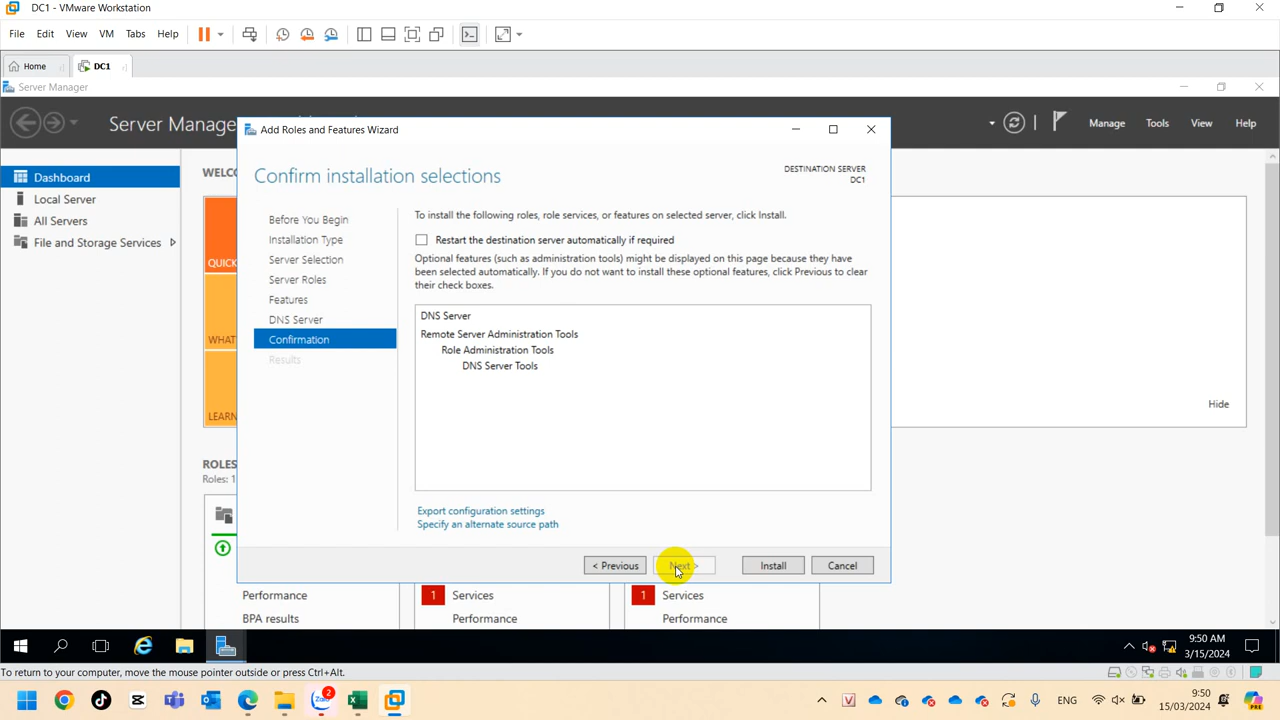 DC1 - VMware Workstation
File Edit View VM Tabs Help
Home DC1
Server Manager
Server Manage
Manage Tools View Help
Dashboard
Local Server
All Servers
File and Storage Services
WELC
QUICK
WHAT
LEARN
Hide
ROLES
Roles: 1
Add Roles and Features Wizard
Confirm installation selections
DESTINATION SERVER
DC1
Before You Begin
Installation Type
Server Selection
Server Roles
Features
DNS Server
Confirmation
Results
To install the following roles, role services, or features on selected server, click Install.
Restart the destination server automatically if required
Optional features (such as administration tools) might be displayed on this page because they have
been selected automatically. If you do not want to install these optional features, click Previous to clear
their check boxes.
DNS Server
Remote Server Administration Tools
Role Administration Tools
DNS Server Tools
Export configuration settings
Specify an alternate source path
< Previous Next > Install Cancel
Performance
BPA results
1 Services
Performance
1 Services
Performance
9:50 AM
3/15/2024
To return to your computer, move the mouse pointer outside or press Ctrl+Alt.
2
ENG
09:50
15/03/2024
PRE